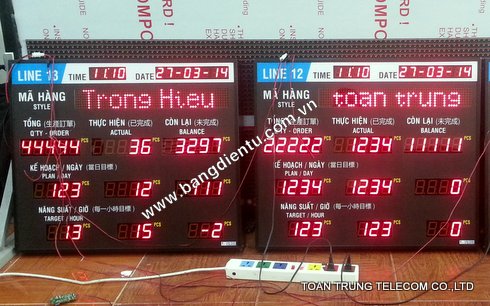 LINE 13 TIME 11:10 DATE 27-03-14
MÃ HÀNG
STYLE
Trong Hieu
TỔNG (生產訂單) THỰC HIỆN (已完成) CÒN LẠI (未完成)
Q'TY - ORDER ACTUAL BALANCE
44444 PCS 36 PCS 3297 PCS
KẾ HOẠCH / NGÀY (當日目標)
PLAN / DAY
123 PCS 12 PCS 111 PCS
NĂNG SUẤT / GIỜ (每一小時目標)
TARGET / HOUR
13 PCS 15 PCS -2 PCS
LINE 12 TIME 11:10 DATE 27-03-14
MÃ HÀNG
STYLE
toan trung
TỔNG (生產訂單) THỰC HIỆN (已完成) CÒN LẠI (未完成)
Q'TY - ORDER ACTUAL BALANCE
22222 PCS 1234 PCS 11111 PCS
KẾ HOẠCH / NGÀY (當日目標)
PLAN / DAY
1234 PCS 1234 PCS 0 PCS
NĂNG SUẤT / GIỜ (每一小時目標)
TARGET / HOUR
123 PCS 123 PCS 0 PCS
www.bangdientu.com.vn
TOAN TRUNG TELECOM CO.,LTD